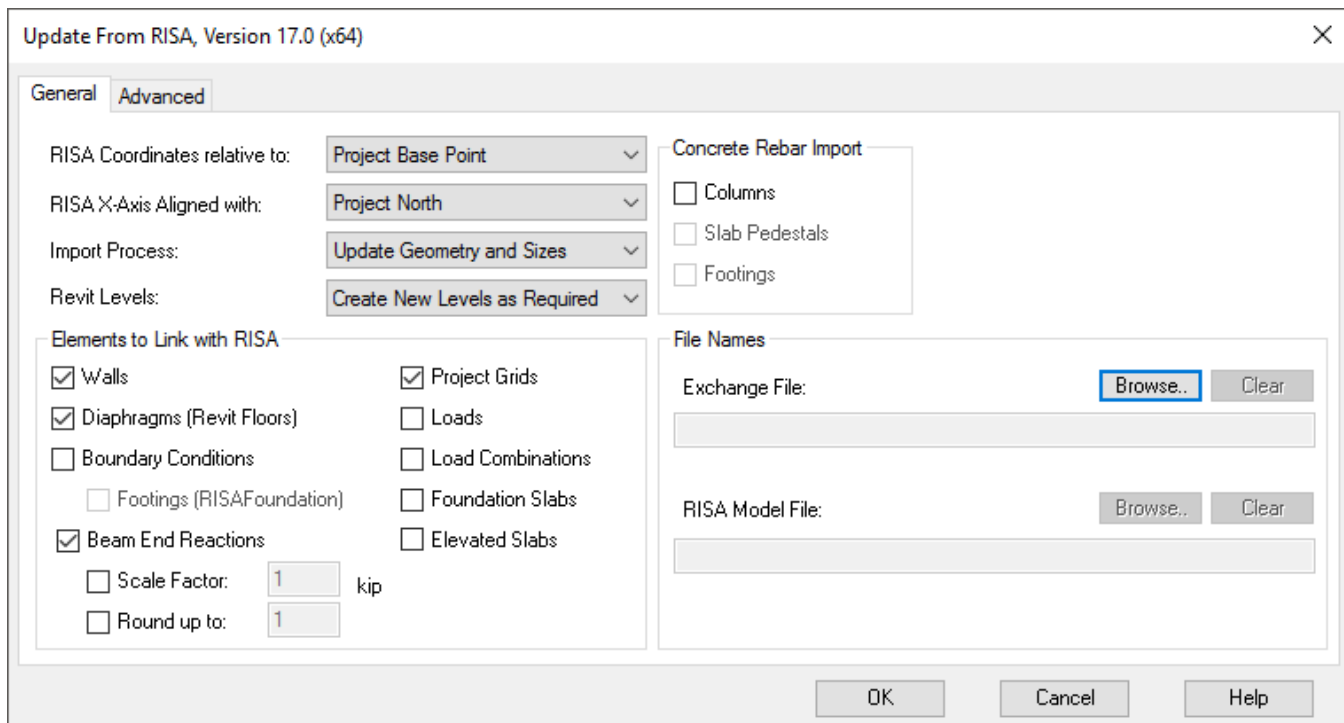 Update From RISA, Version 17.0 (x64)
General
Advanced
RISA Coordinates relative to:
Project Base Point
RISA X-Axis Aligned with:
Project North
Import Process:
Update Geometry and Sizes
Revit Levels:
Create New Levels as Required
Concrete Rebar Import
Columns
Slab Pedestals
Footings
Elements to Link with RISA
Walls
Diaphragms (Revit Floors)
Boundary Conditions
Footings (RISAFoundation)
Beam End Reactions
Scale Factor:
1
kip
Round up to:
1
Project Grids
Loads
Load Combinations
Foundation Slabs
Elevated Slabs
File Names
Exchange File:
Browse..
Clear
RISA Model File:
Browse..
Clear
OK
Cancel
Help